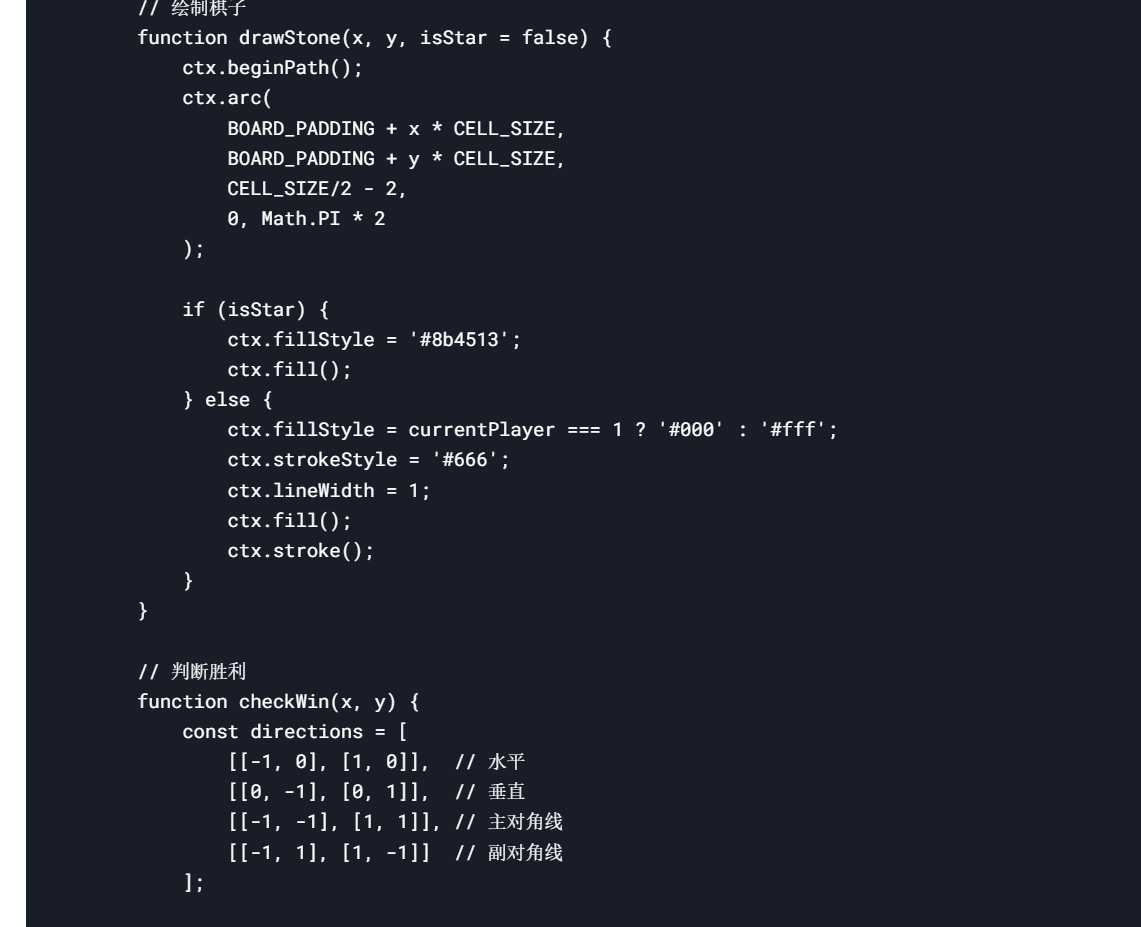 // 绘制棋子
function drawStone(x, y, isStar = false) {
    ctx.beginPath();
    ctx.arc(
        BOARD_PADDING + x * CELL_SIZE,
        BOARD_PADDING + y * CELL_SIZE,
        CELL_SIZE/2 - 2,
        0, Math.PI * 2
    );

    if (isStar) {
        ctx.fillStyle = '#8b4513';
        ctx.fill();
    } else {
        ctx.fillStyle = currentPlayer === 1 ? '#000' : '#fff';
        ctx.strokeStyle = '#666';
        ctx.lineWidth = 1;
        ctx.fill();
        ctx.stroke();
    }
}

// 判断胜利
function checkWin(x, y) {
    const directions = [
        [[-1, 0], [1, 0]],  // 水平
        [[0, -1], [0, 1]],  // 垂直
        [[-1, -1], [1, 1]], // 主对角线
        [[-1, 1], [1, -1]]  // 副对角线
    ];